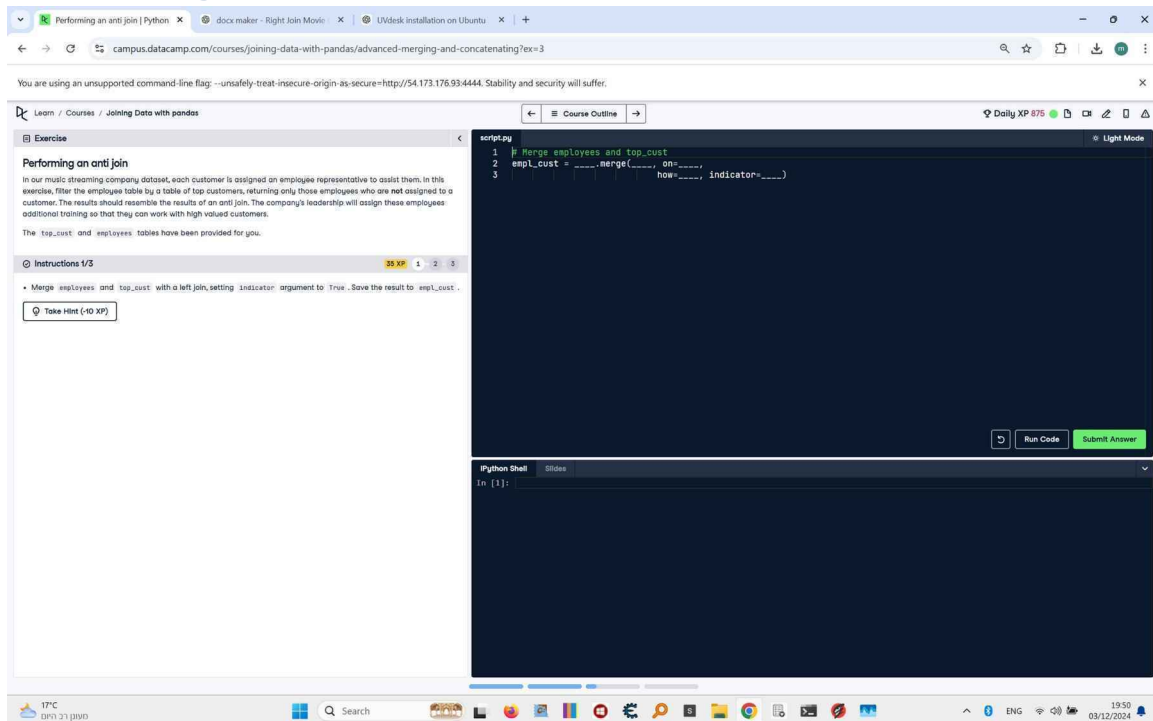 Performing an anti join | Python
docx maker - Right Join Movie
UVdesk installation on Ubuntu
campus.datacamp.com/courses/joining-data-with-pandas/advanced-merging-and-concatenating?ex=3
m
You are using an unsupported command-line flag: --unsafely-treat-insecure-origin-as-secure=http://54.173.176.93:4444. Stability and security will suffer.
Learn / Courses / Joining Data with pandas
Course Outline
Daily XP 875
Exercise
Performing an anti join
In our music streaming company dataset, each customer is assigned an employee representative to assist them. In this
exercise, filter the employee table by a table of top customers, returning only those employees who are not assigned to a
customer. The results should resemble the results of an anti join. The company's leadership will assign these employees
additional training so that they can work with high valued customers.
The top_cust and employees tables have been provided for you.
Instructions 1/3
35 XP
1 2 3
• Merge employees and top_cust with a left join, setting indicator argument to True. Save the result to empl_cust.
Take Hint (-10 XP)
script.py
Light Mode
1 # Merge employees and top_cust
2 empl_cust = ____.merge(____, on=____,
3 how=____, indicator=____)
Run Code
Submit Answer
IPython Shell
Slides
In [1]:
17°C
מעונן רב היום
Search
ENG
19:50
03/12/2024